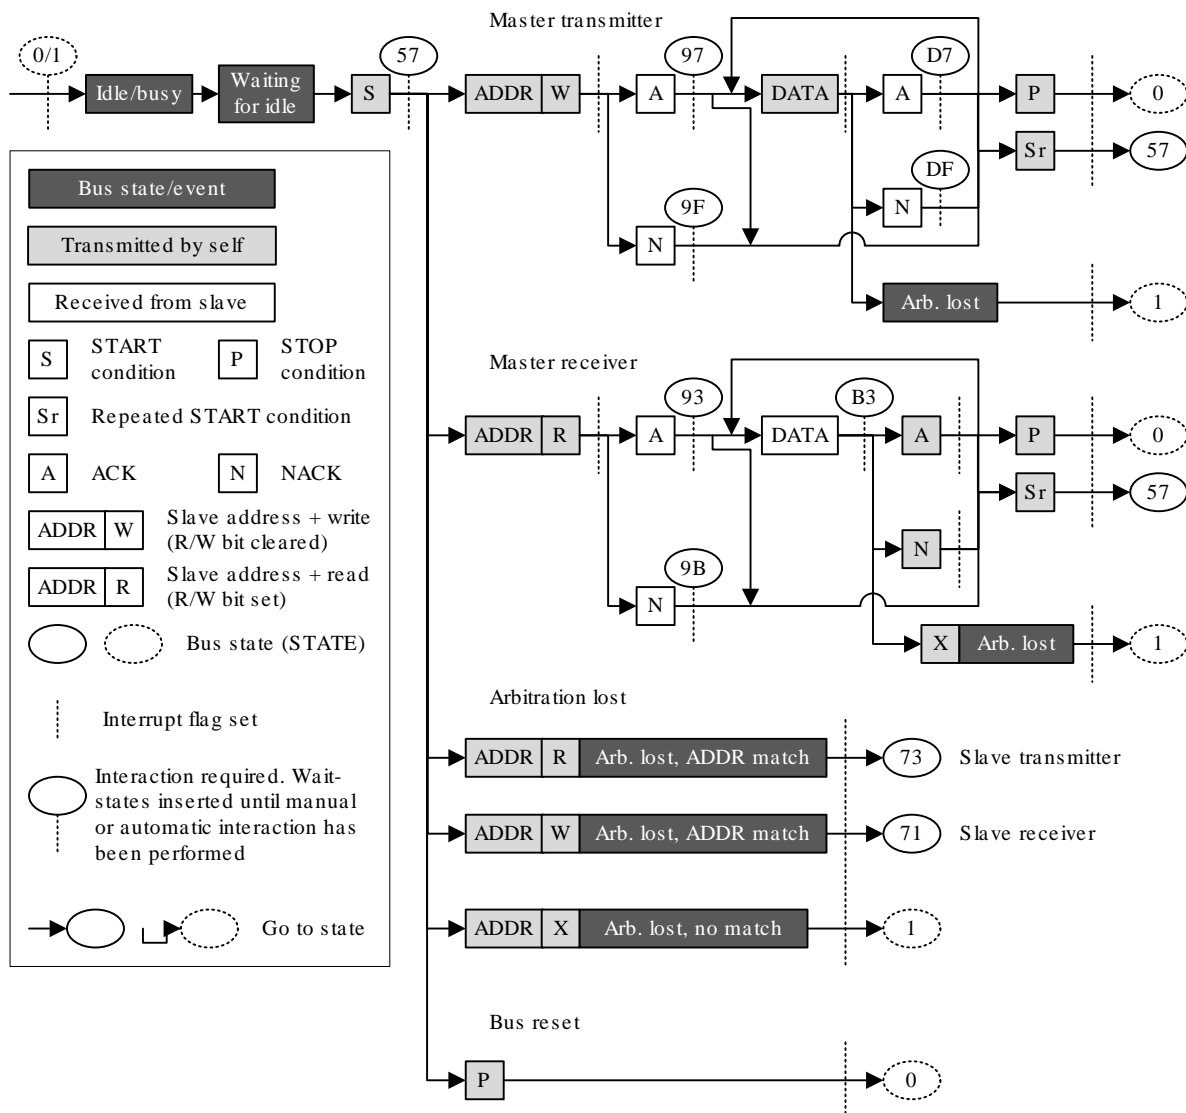 Master transmitter
0/1
57
97
D7
Idle/busy
Waiting
for idle
S
ADDR
W
A
DATA
A
P
0
Sr
57
DF
N
9F
N
Arb. lost
1
Bus state/event
Transmitted by self
Received from slave
S
START
condition
P
STOP
condition
Sr
Repeated START condition
A
ACK
N
NACK
ADDR
W
Slave address + write
(R/W bit cleared)
ADDR
R
Slave address + read
(R/W bit set)
Bus state (STATE)
Interrupt flag set
Interaction required. Wait-
states inserted until manual
or automatic interaction has
been performed
Go to state
Master receiver
93
B3
ADDR
R
A
DATA
A
P
0
Sr
57
N
9B
N
X
Arb. lost
1
Arbitration lost
ADDR
R
Arb. lost, ADDR match
73
Slave transmitter
ADDR
W
Arb. lost, ADDR match
71
Slave receiver
ADDR
X
Arb. lost, no match
1
Bus reset
P
0